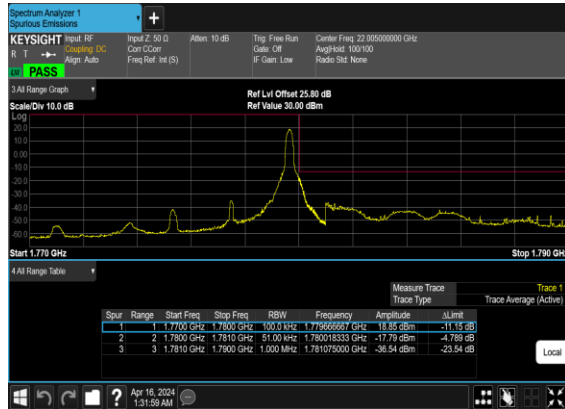 Spectrum Analyzer 1
Spurious Emissions
+
KEYSIGHT Input: RF Input Z: 50 Ω Atten: 10 dB Trig: Free Run Center Freq: 22.005000000 GHz
R T Coupling: DC Corr CCorr Gate: Off Avg|Hold: 100/100
Align: Auto Freq Ref: Int (S) IF Gain: Low Radio Std: None
PASS
3 All Range Graph
Ref Lvl Offset 25.80 dB
Scale/Div 10.0 dB Ref Value 30.00 dBm
Log
20.0
10.0
0.00
-10.0
-20.0
-30.0
-40.0
-50.0
-60.0
Start 1.770 GHz Stop 1.790 GH
4 All Range Table
Measure Trace Trace 1
Trace Type Trace Average (Active)
Spur Range Start Freq Stop Freq RBW Frequency Amplitude ΔLimit
1 1 1.7700 GHz 1.7800 GHz 100.0 kHz 1.779666667 GHz 18.85 dBm -11.15 dB
2 2 1.7800 GHz 1.7810 GHz 51.00 kHz 1.780018333 GHz -17.79 dBm -4.789 dB
3 3 1.7810 GHz 1.7900 GHz 1.000 MHz 1.781075000 GHz -36.54 dBm -23.54 dB
Local
? Apr 16, 2024
1:31:59 AM